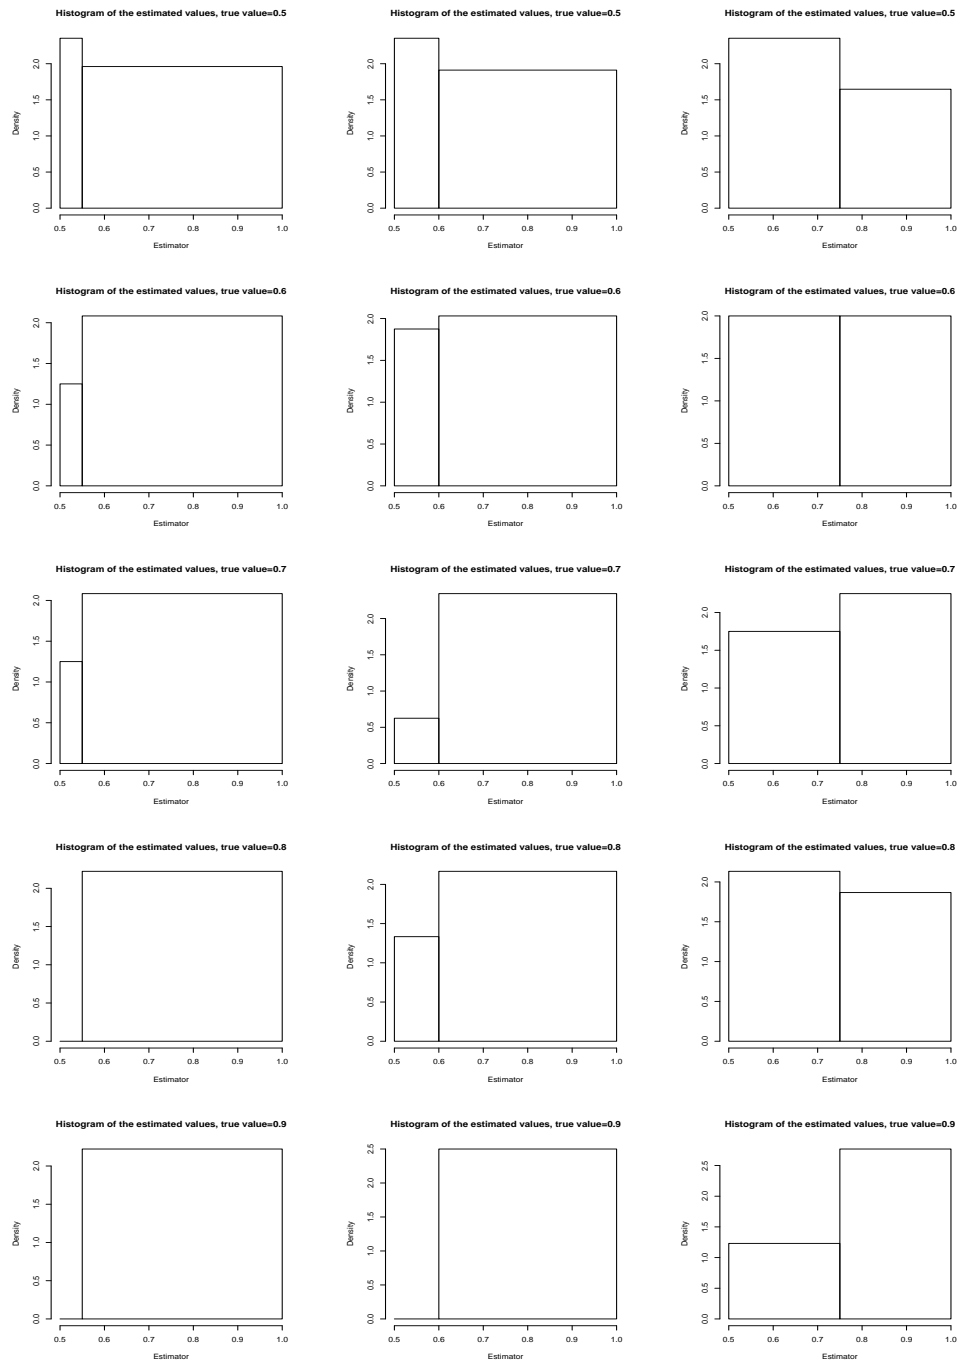 Histogram of the estimated values, true value=0.5
Density
0.0 0.5 1.0 1.5 2.0
0.5 0.6 0.7 0.8 0.9 1.0
Estimator
Histogram of the estimated values, true value=0.5
Density
0.0 0.5 1.0 1.5 2.0
0.5 0.6 0.7 0.8 0.9 1.0
Estimator
Histogram of the estimated values, true value=0.5
Density
0.0 0.5 1.0 1.5 2.0
0.5 0.6 0.7 0.8 0.9 1.0
Estimator
Histogram of the estimated values, true value=0.6
Density
0.0 0.5 1.0 1.5 2.0
0.5 0.6 0.7 0.8 0.9 1.0
Estimator
Histogram of the estimated values, true value=0.6
Density
0.0 0.5 1.0 1.5 2.0
0.5 0.6 0.7 0.8 0.9 1.0
Estimator
Histogram of the estimated values, true value=0.6
Density
0.0 0.5 1.0 1.5 2.0
0.5 0.6 0.7 0.8 0.9 1.0
Estimator
Histogram of the estimated values, true value=0.7
Density
0.0 0.5 1.0 1.5 2.0
0.5 0.6 0.7 0.8 0.9 1.0
Estimator
Histogram of the estimated values, true value=0.7
Density
0.0 0.5 1.0 1.5 2.0
0.5 0.6 0.7 0.8 0.9 1.0
Estimator
Histogram of the estimated values, true value=0.7
Density
0.0 0.5 1.0 1.5 2.0
0.5 0.6 0.7 0.8 0.9 1.0
Estimator
Histogram of the estimated values, true value=0.8
Density
0.0 0.5 1.0 1.5 2.0
0.5 0.6 0.7 0.8 0.9 1.0
Estimator
Histogram of the estimated values, true value=0.8
Density
0.0 0.5 1.0 1.5 2.0
0.5 0.6 0.7 0.8 0.9 1.0
Estimator
Histogram of the estimated values, true value=0.8
Density
0.0 0.5 1.0 1.5 2.0
0.5 0.6 0.7 0.8 0.9 1.0
Estimator
Histogram of the estimated values, true value=0.9
Density
0.0 0.5 1.0 1.5 2.0
0.5 0.6 0.7 0.8 0.9 1.0
Estimator
Histogram of the estimated values, true value=0.9
Density
0.0 0.5 1.0 1.5 2.0 2.5
0.5 0.6 0.7 0.8 0.9 1.0
Estimator
Histogram of the estimated values, true value=0.9
Density
0.0 0.5 1.0 1.5 2.0 2.5
0.5 0.6 0.7 0.8 0.9 1.0
Estimator